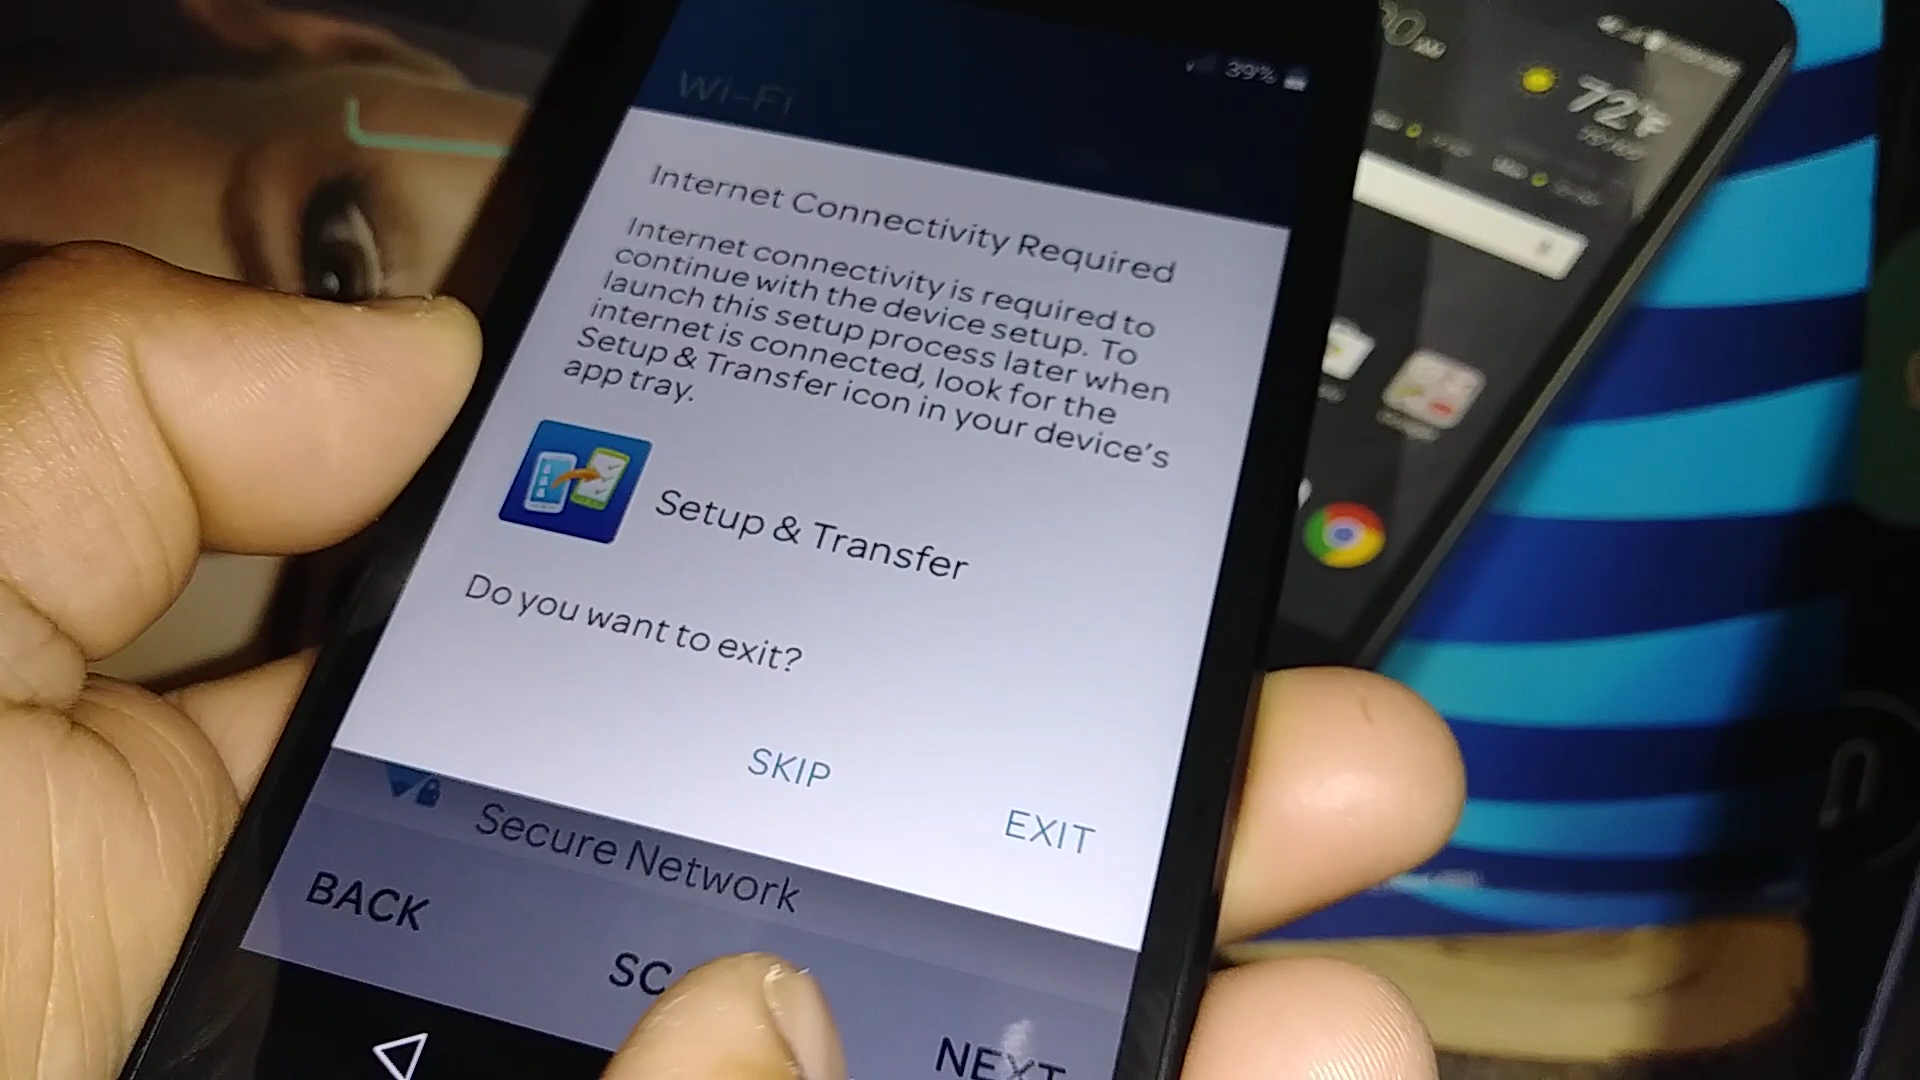 39%
Wi-Fi
72°F
Internet Connectivity Required
Internet connectivity is required to
continue with the device setup. To
launch this setup process later when
internet is connected, look for the
Setup & Transfer icon in your device's
app tray.
Setup & Transfer
Do you want to exit?
SKIP
EXIT
Secure Network
BACK
NEXT